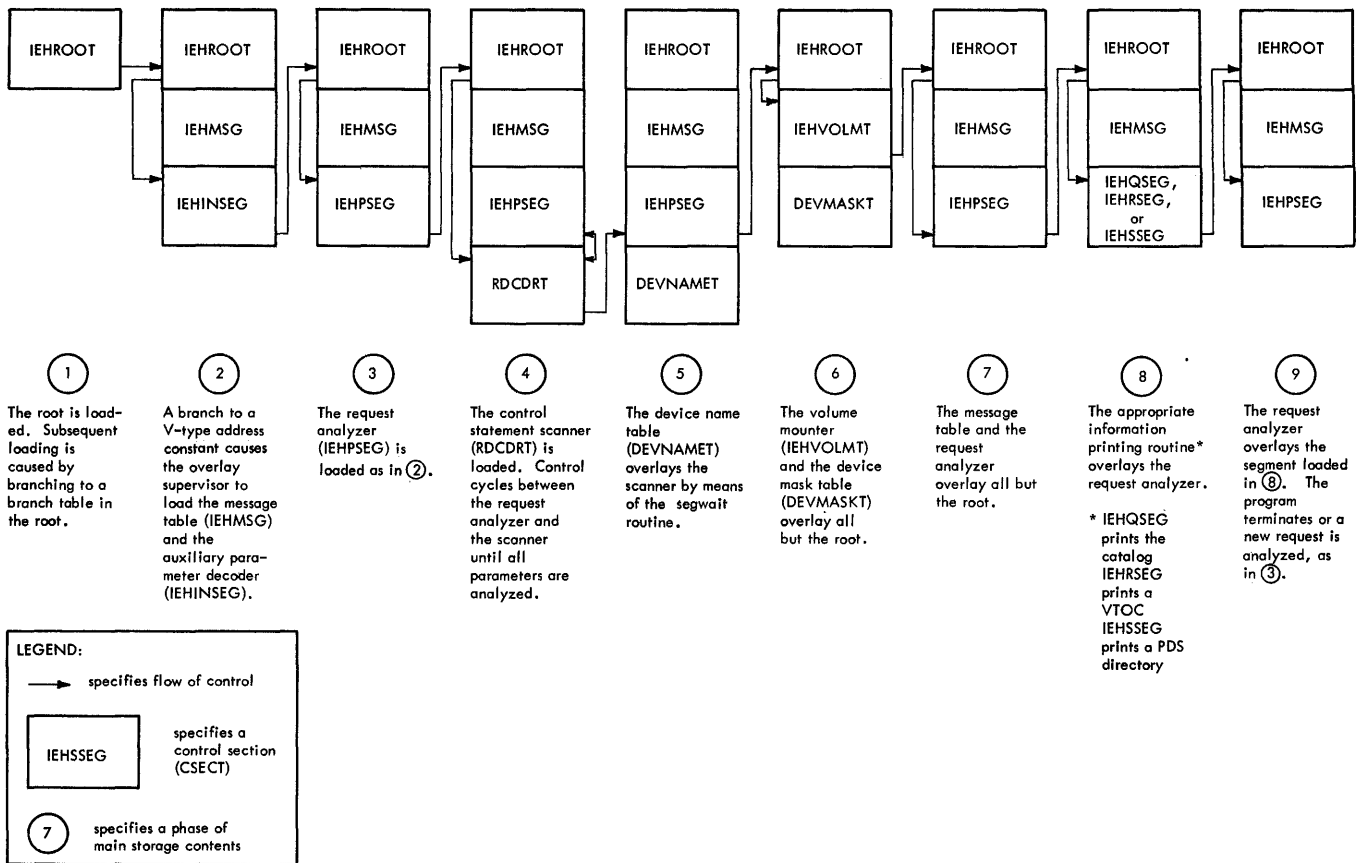 IEHROOT
IEHROOT
IEHROOT
IEHROOT
IEHROOT
IEHROOT
IEHROOT
IEHROOT
IEHROOT
IEHMSG
IEHMSG
IEHMSG
IEHMSG
IEHVOLMT
IEHMSG
IEHMSG
IEHMSG
IEHINSEG
IEHPSEG
IEHPSEG
IEHPSEG
DEVMASKT
IEHPSEG
IEHQSEG,
IEHRSEG,
or
IEHSSEG
IEHPSEG
RDCDRT
DEVNAMET
1
The root is load-
ed. Subsequent
loading is
caused by
branching to a
branch table in
the root.
2
A branch to a
V-type address
constant causes
the overlay
supervisor to
load the message
table (IEHMSG)
and the
auxiliary para-
meter decoder
(IEHINSEG).
3
The request
analyzer
(IEHPSEG) is
loaded as in 2.
4
The control
statement scanner
(RDCDRT) is
loaded. Control
cycles between
the request
analyzer and
the scanner
until all
parameters are
analyzed.
5
The device name
table
(DEVNAMET)
overlays the
scanner by means
of the segwait
routine.
6
The volume
mounter
(IEHVOLMT)
and the device
mask table
(DEVMASKT)
overlay all
but the root.
7
The message
table and the
request
analyzer
overlay all but
the root.
8
The appropriate
information
printing routine*
overlays the
request analyzer.
* IEHQSEG
prints the
catalog
IEHRSEG
prints a
VTOC
IEHSSEG
prints a PDS
directory
9
The request
analyzer
overlays the
segment loaded
in 8. The
program
terminates or a
new request is
analyzed, as
in 3.
LEGEND:
specifies flow of control
IEHSSEG
specifies a
control section
(CSECT)
7
specifies a phase of
main storage contents